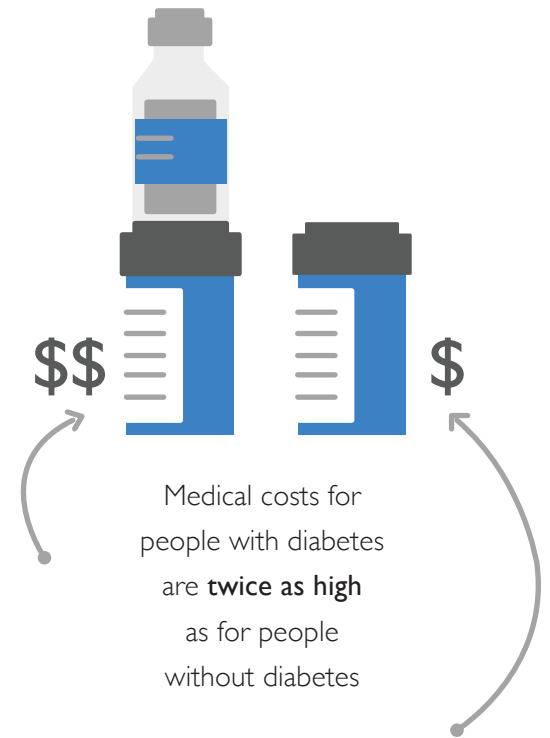 $$
$
Medical costs for
people with diabetes
are twice as high
as for people
without diabetes